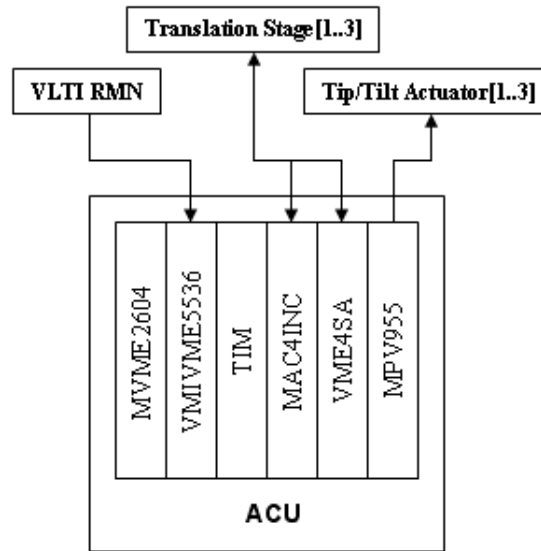 Translation Stage[1..3]
VLTI RMN
Tip/Tilt Actuator[1..3]
MVME2604
VMIVME5536
TIM
MAC4INC
VME4SA
MPV955
ACU